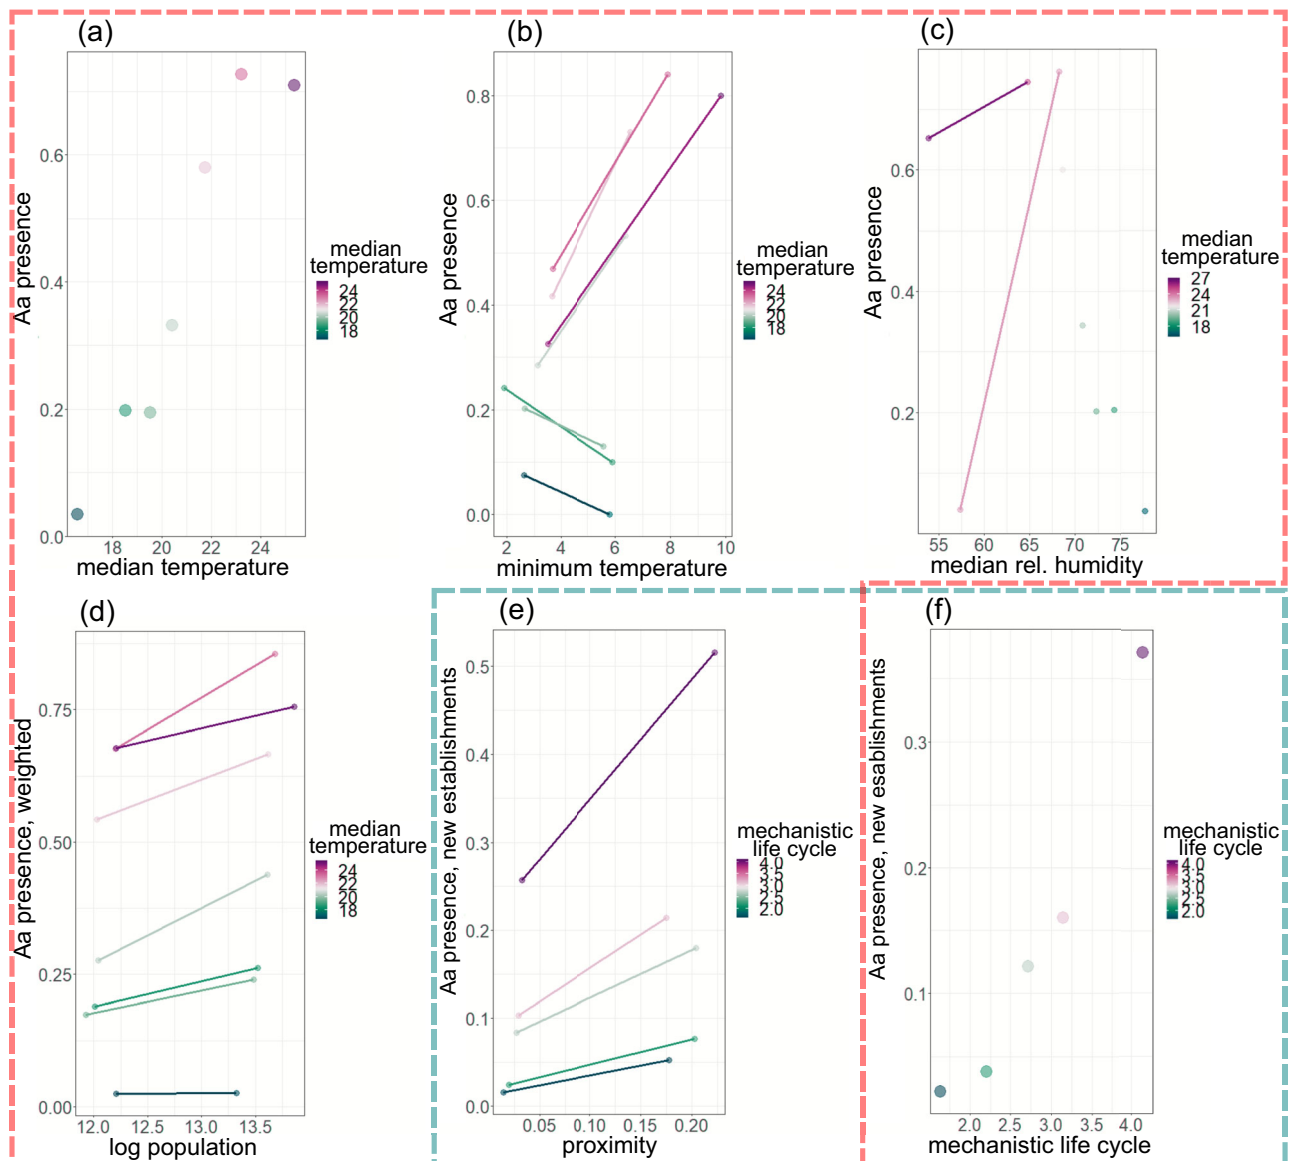 (a)
Aa presence
0.6
0.4
0.2
0.0
18 20 22 24
median temperature
median
temperature
24
22
20
18
(b)
Aa presence
0.8
0.6
0.4
0.2
0.0
2 4 6 8 10
minimum temperature
median
temperature
24
22
20
18
(c)
Aa presence
0.6
0.4
0.2
55 60 65 70 75
median rel. humidity
median
temperature
27
24
21
18
(d)
Aa presence, weighted
0.75
0.50
0.25
0.00
12.0 12.5 13.0 13.5
log population
median
temperature
24
22
20
18
(e)
Aa presence, new establishments
0.5
0.4
0.3
0.2
0.1
0.0
0.05 0.10 0.15 0.20
proximity
mechanistic
life cycle
4.0
3.5
3.0
2.5
2.0
(f)
Aa presence, new esablishments
0.3
0.2
0.1
2.0 2.5 3.0 3.5 4.0
mechanistic life cycle
mechanistic
life cycle
4.0
3.5
3.0
2.5
2.0